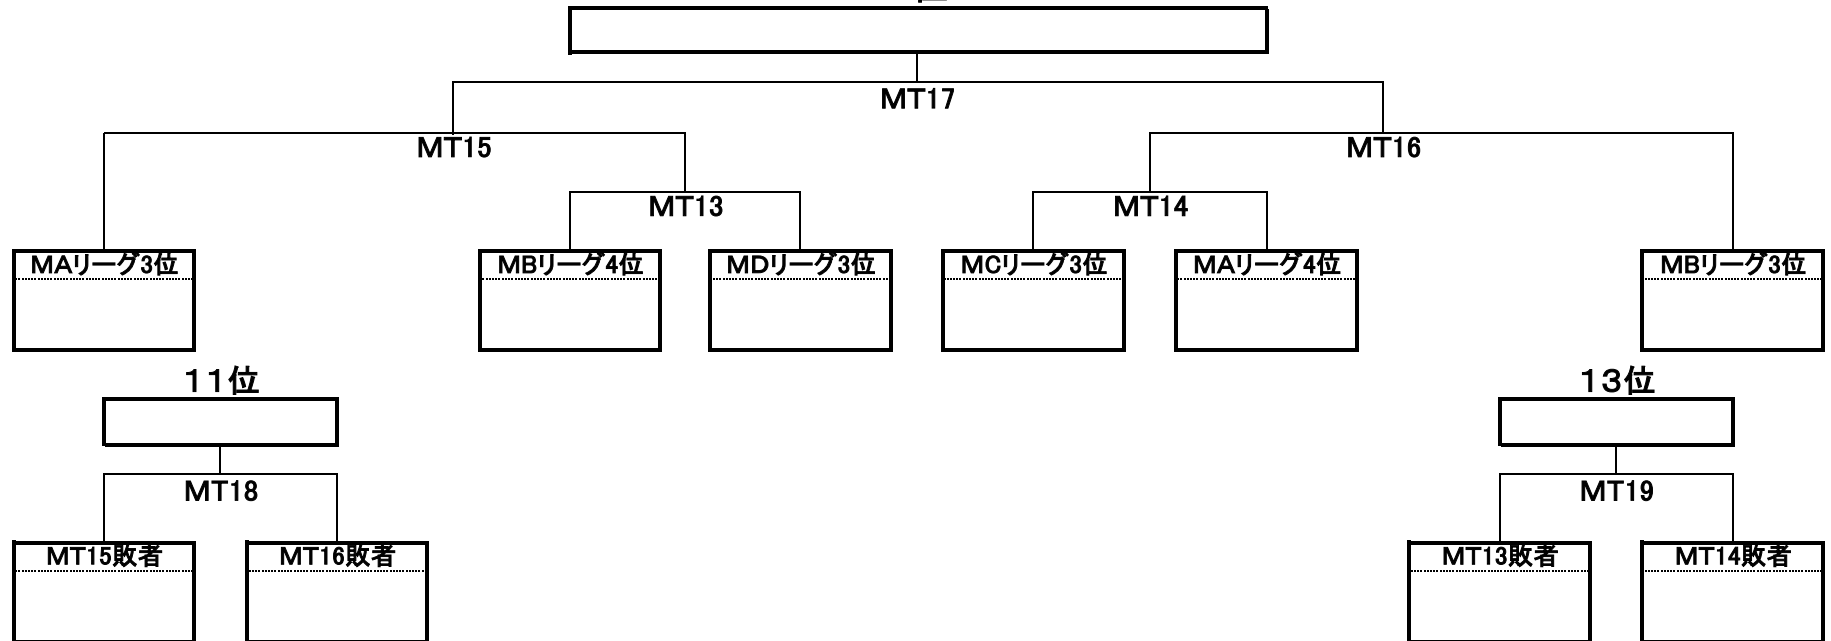 MT17
MT15 MT16
MT13 MT14
MAリーグ3位 MBリーグ4位 MDリーグ3位 MCリーグ3位 MAリーグ4位 MBリーグ3位
１１位 １３位
MT18 MT19
MT15敗者 MT16敗者 MT13敗者 MT14敗者